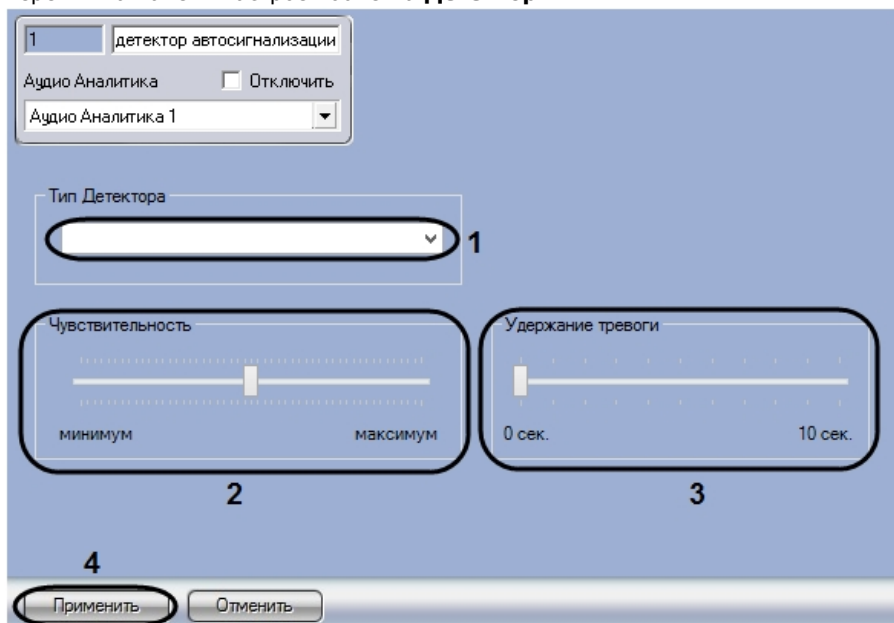 1 детектор автосигнализации
Аудио Аналитика Отключить
Аудио Аналитика 1
Тип Детектора
1
Чувствительность
минимум максимум
2
Удержание тревоги
0 сек. 10 сек.
3
4
Применить Отменить